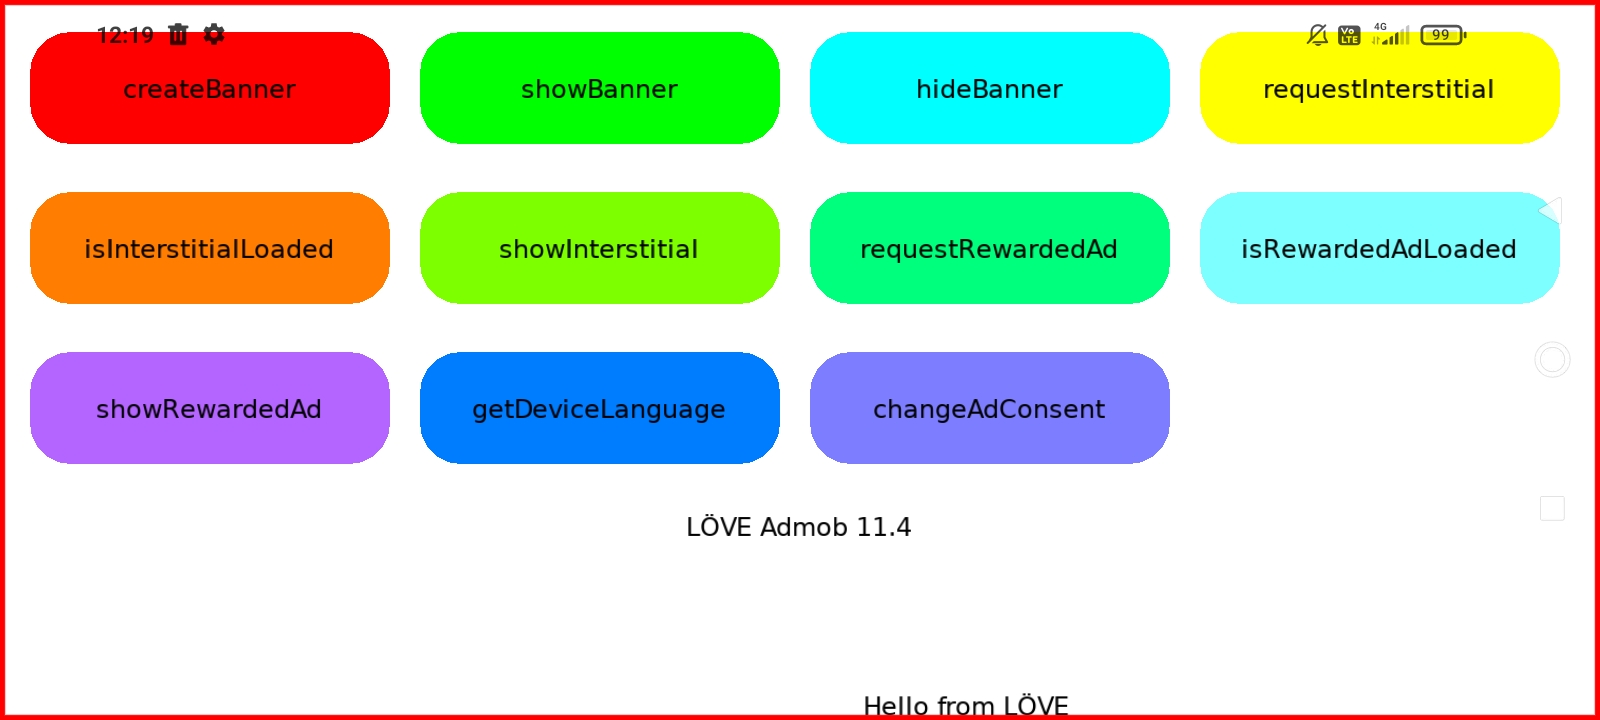 12:19 Vo LTE 4G 99
createBanner showBanner hideBanner requestInterstitial
isInterstitialLoaded showInterstitial requestRewardedAd isRewardedAdLoaded
showRewardedAd getDeviceLanguage changeAdConsent
LÖVE Admob 11.4
Hello from LÖVE